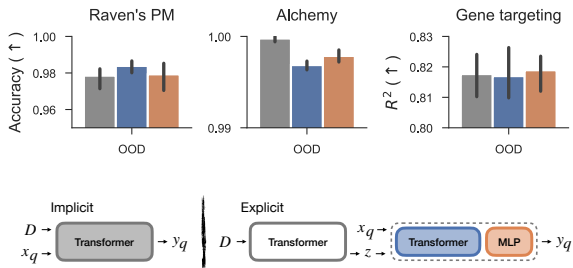 Raven's PM
Accuracy (↑)
1.00
0.98
0.96
OOD
Alchemy
1.00
0.99
OOD
Gene targeting
R² (↑)
0.83
0.82
0.81
0.80
OOD
Implicit
D → Transformer → y_q
x_q →
Explicit
D → Transformer → z
x_q → Transformer MLP → y_q